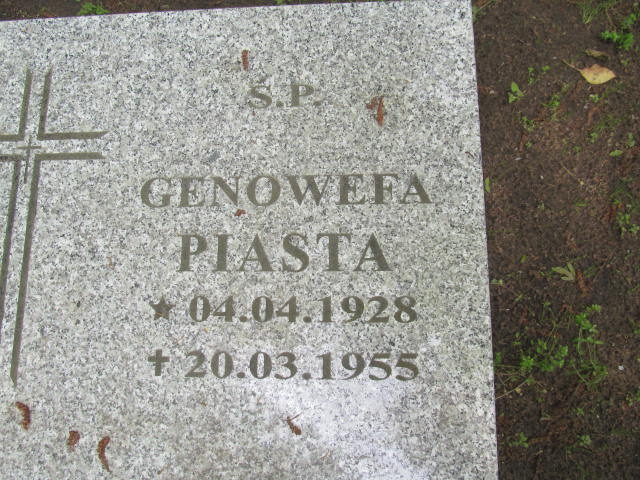 Ś.P.
GENOWEFA
PIASTA
★ 04.04.1928
✝ 20.03.1955